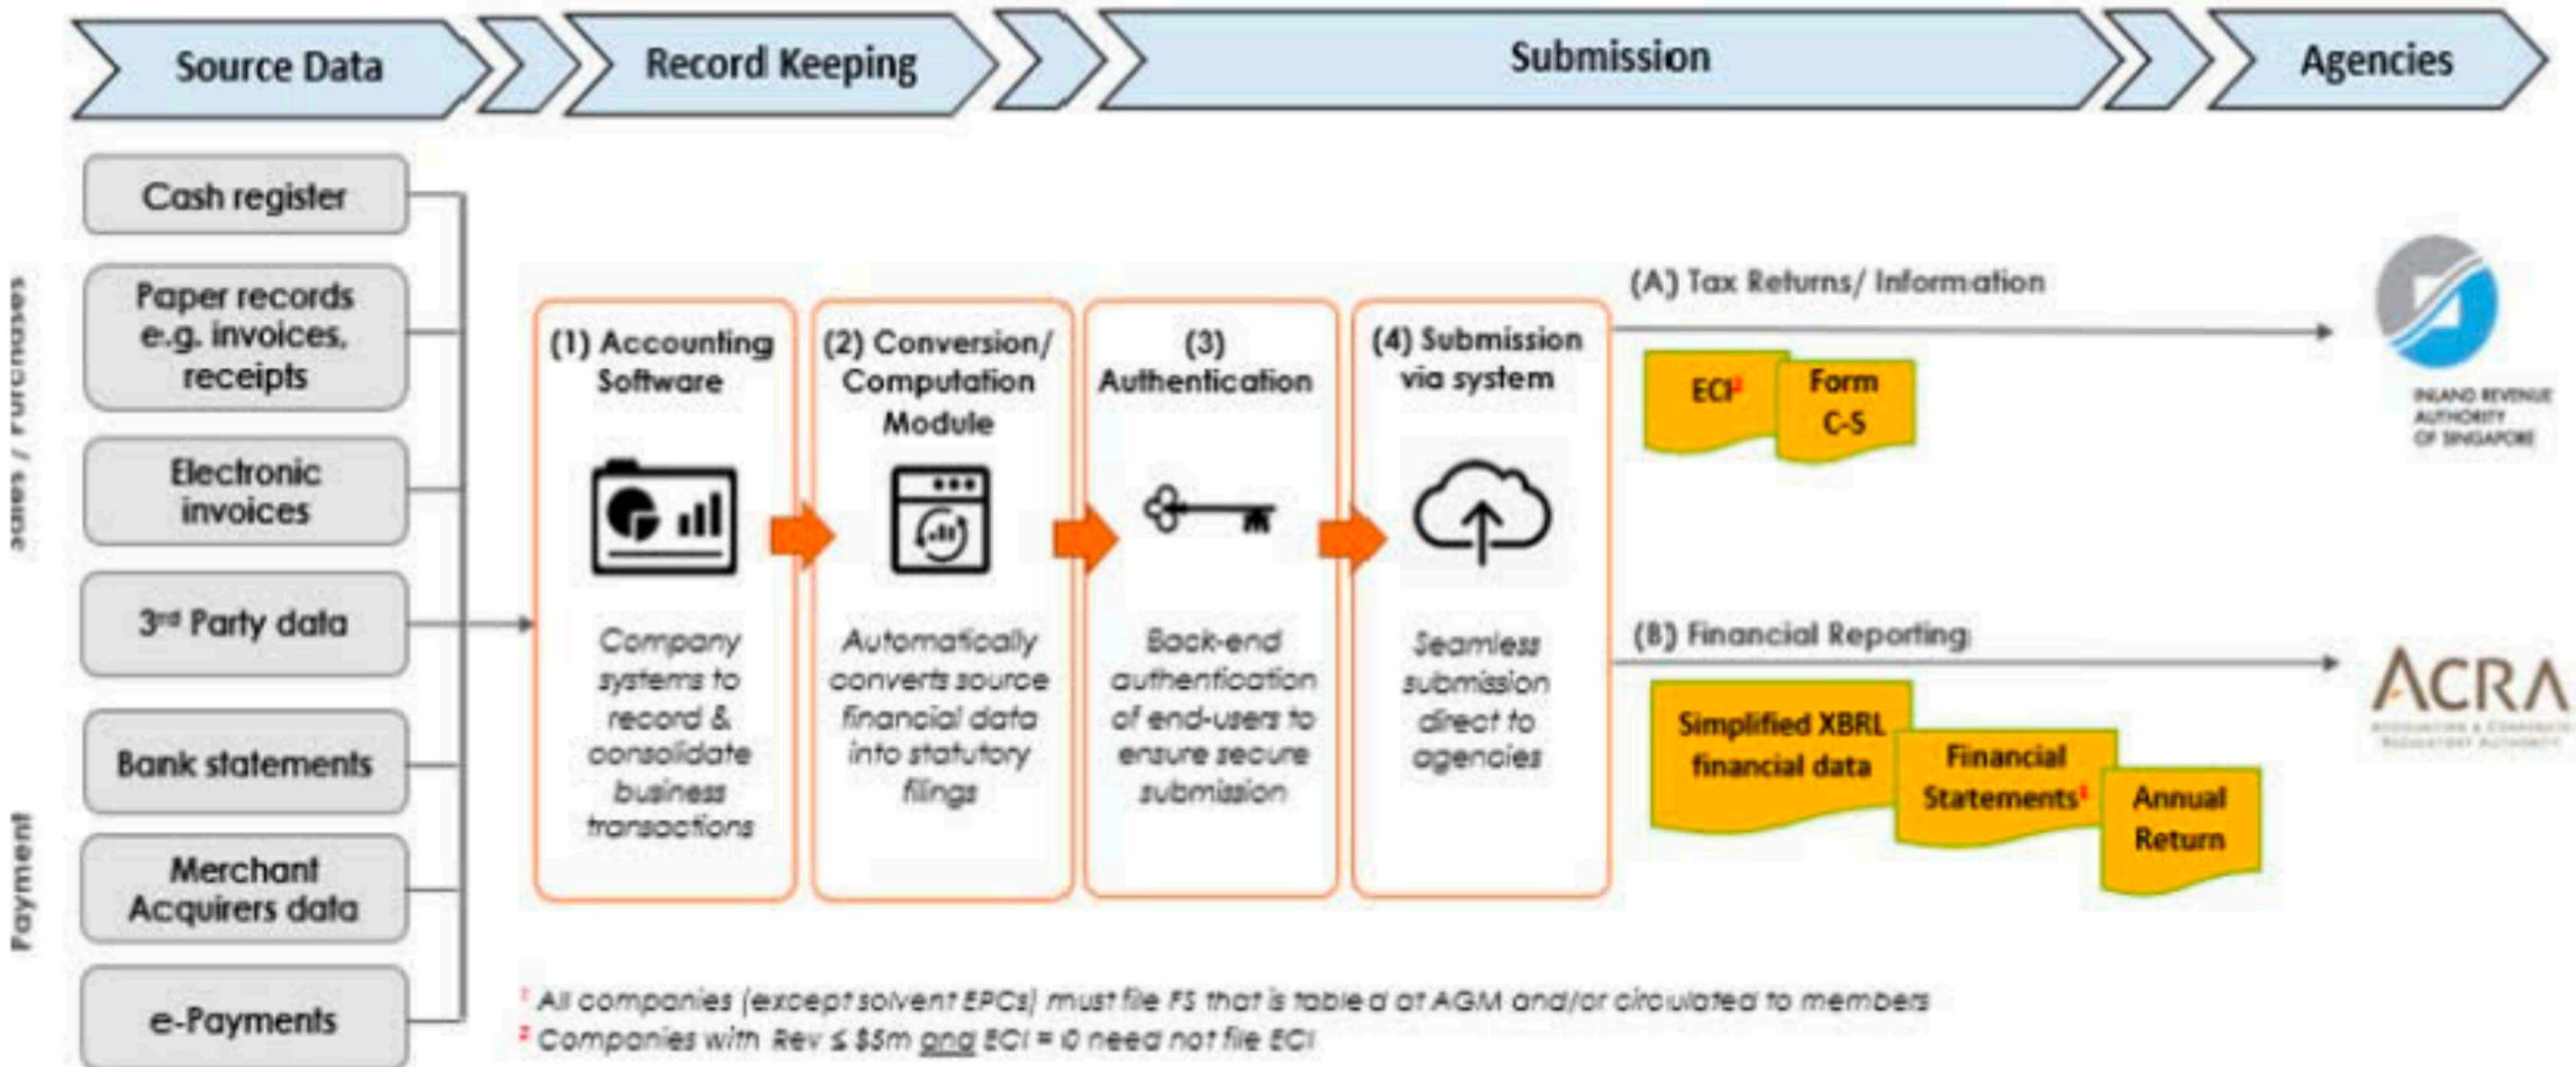 Source Data
Record Keeping
Submission
Agencies
Sales / Purchases
Payment
Cash register
Paper records
e.g. invoices,
receipts
Electronic
invoices
3rd Party data
Bank statements
Merchant
Acquirers data
e-Payments
(1) Accounting
Software
Company
systems to
record &
consolidate
business
transactions
(2) Conversion/
Computation
Module
Automatically
converts source
financial data
into statutory
filings
(3)
Authentication
Back-end
authentication
of end-users to
ensure secure
submission
(4) Submission
via system
Seamless
submission
direct to
agencies
(A) Tax Returns/ Information
ECI²
Form
C-S
INLAND REVENUE
AUTHORITY
OF SINGAPORE
(B) Financial Reporting
Simplified XBRL
financial data
Financial
Statements¹
Annual
Return
ACRA
ACCOUNTING & CORPORATE
REGULATORY AUTHORITY
¹ All companies (except solvent EPCs) must file FS that is tabled at AGM and/or circulated to members
² Companies with Rev ≤ $5m and ECI = 0 need not file ECI